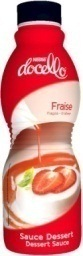 Nestlé
docello
Fraise
Sauce Dessert
Dessert Sauce